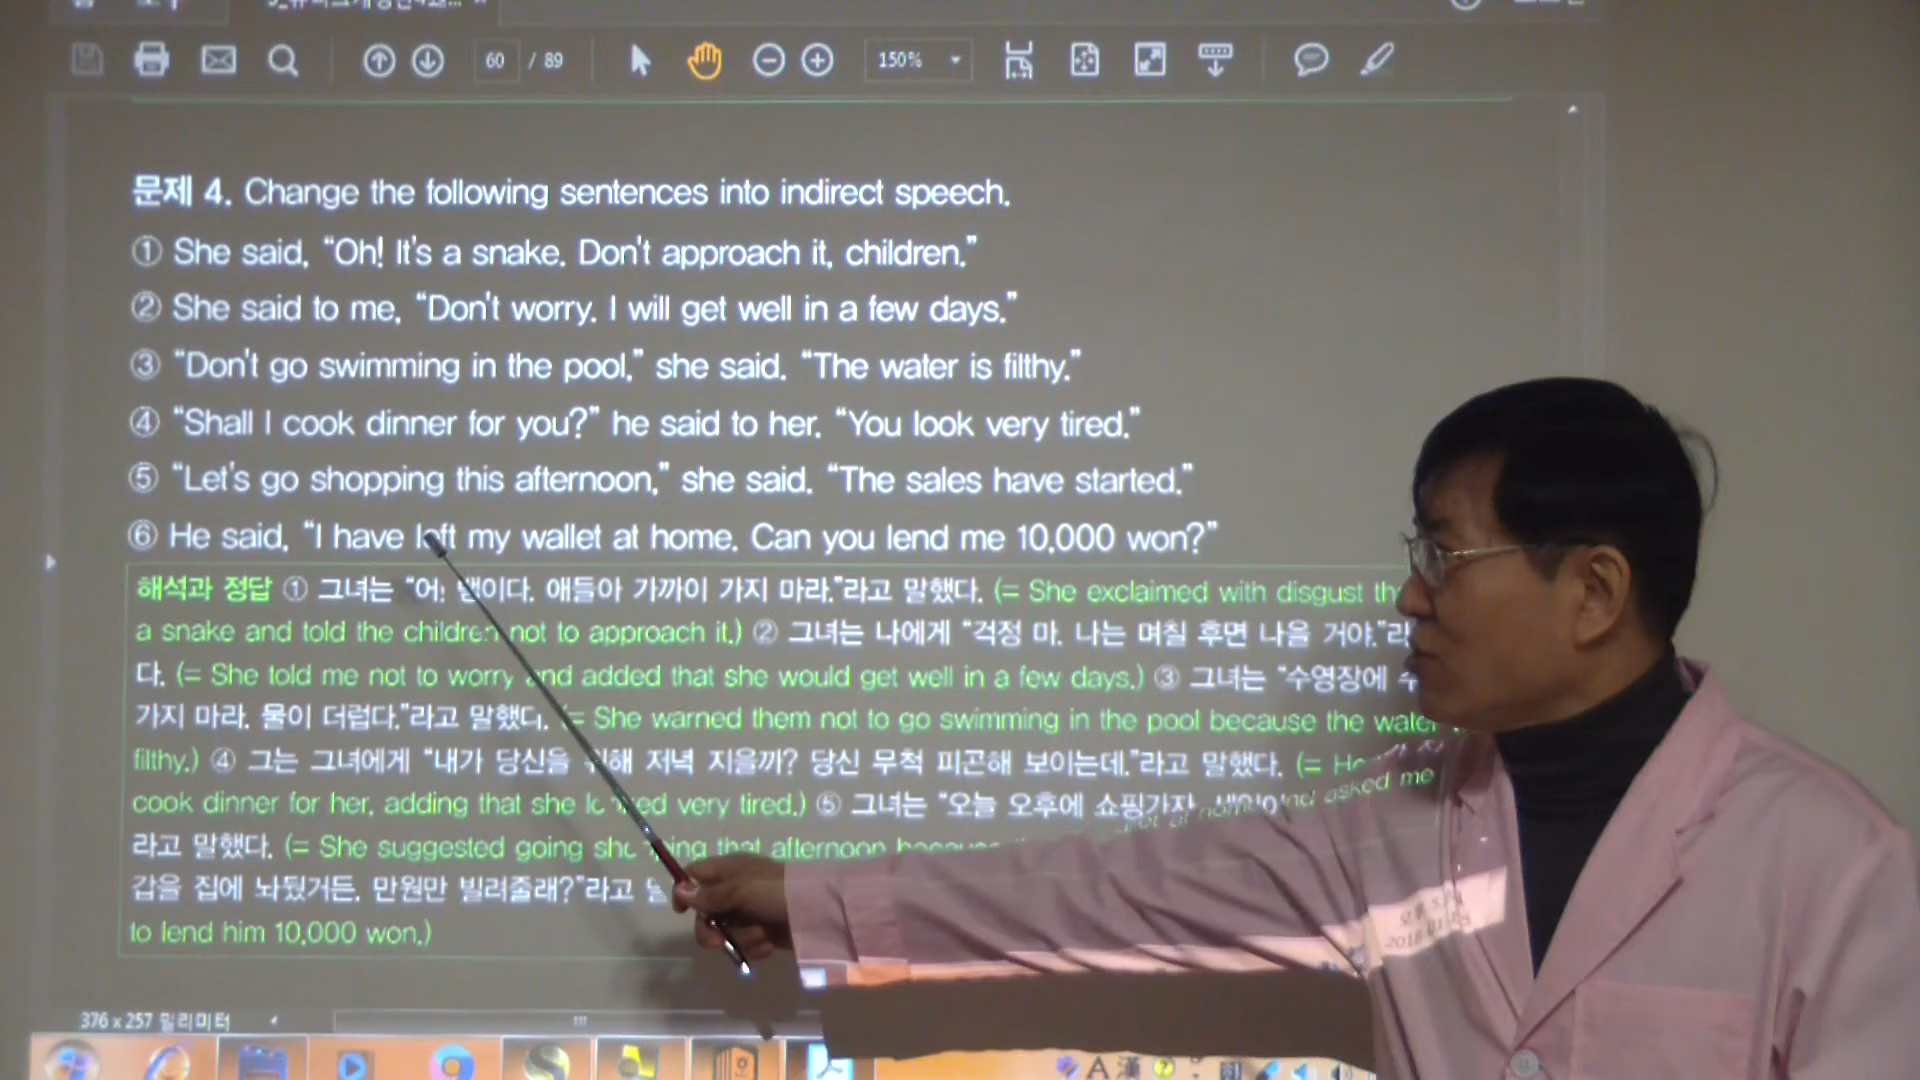 60 / 89
150%
문제 4. Change the following sentences into indirect speech.
① She said, “Oh! It's a snake. Don't approach it, children.”
② She said to me, “Don't worry. I will get well in a few days.”
③ “Don't go swimming in the pool,” she said. “The water is filthy.”
④ “Shall I cook dinner for you?” he said to her. “You look very tired.”
⑤ “Let's go shopping this afternoon,” she said. “The sales have started.”
⑥ He said, “I have left my wallet at home. Can you lend me 10,000 won?”
해석과 정답 ① 그녀는 “어! 뱀이다. 애들아 가까이 가지 마라.”라고 말했다. (= She exclaimed with disgust
a snake and told the children not to approach it.) ② 그녀는 나에게 “걱정 마. 나는 며칠 후면 나을 거야.”라
다. (= She told me not to worry and added that she would get well in a few days.) ③ 그녀는 “수영장에
가지 마라. 물이 더럽다.”라고 말했다. (= She warned them not to go swimming in the pool because the water
filthy.) ④ 그는 그녀에게 “내가 당신을 위해 저녁 지을까? 당신 무척 피곤해 보이는데.”라고 말했다. (= He
cook dinner for her, adding that she looked very tired.) ⑤ 그녀는 “오늘 오후에 쇼핑가자. and asked me
라고 말했다. (= She suggested going shopping that afternoon because
갑을 집에 놔뒀거든. 만원만 빌려줄래?”라고
to lend him 10,000 won.)
376 x 257 밀리미터
A 漢